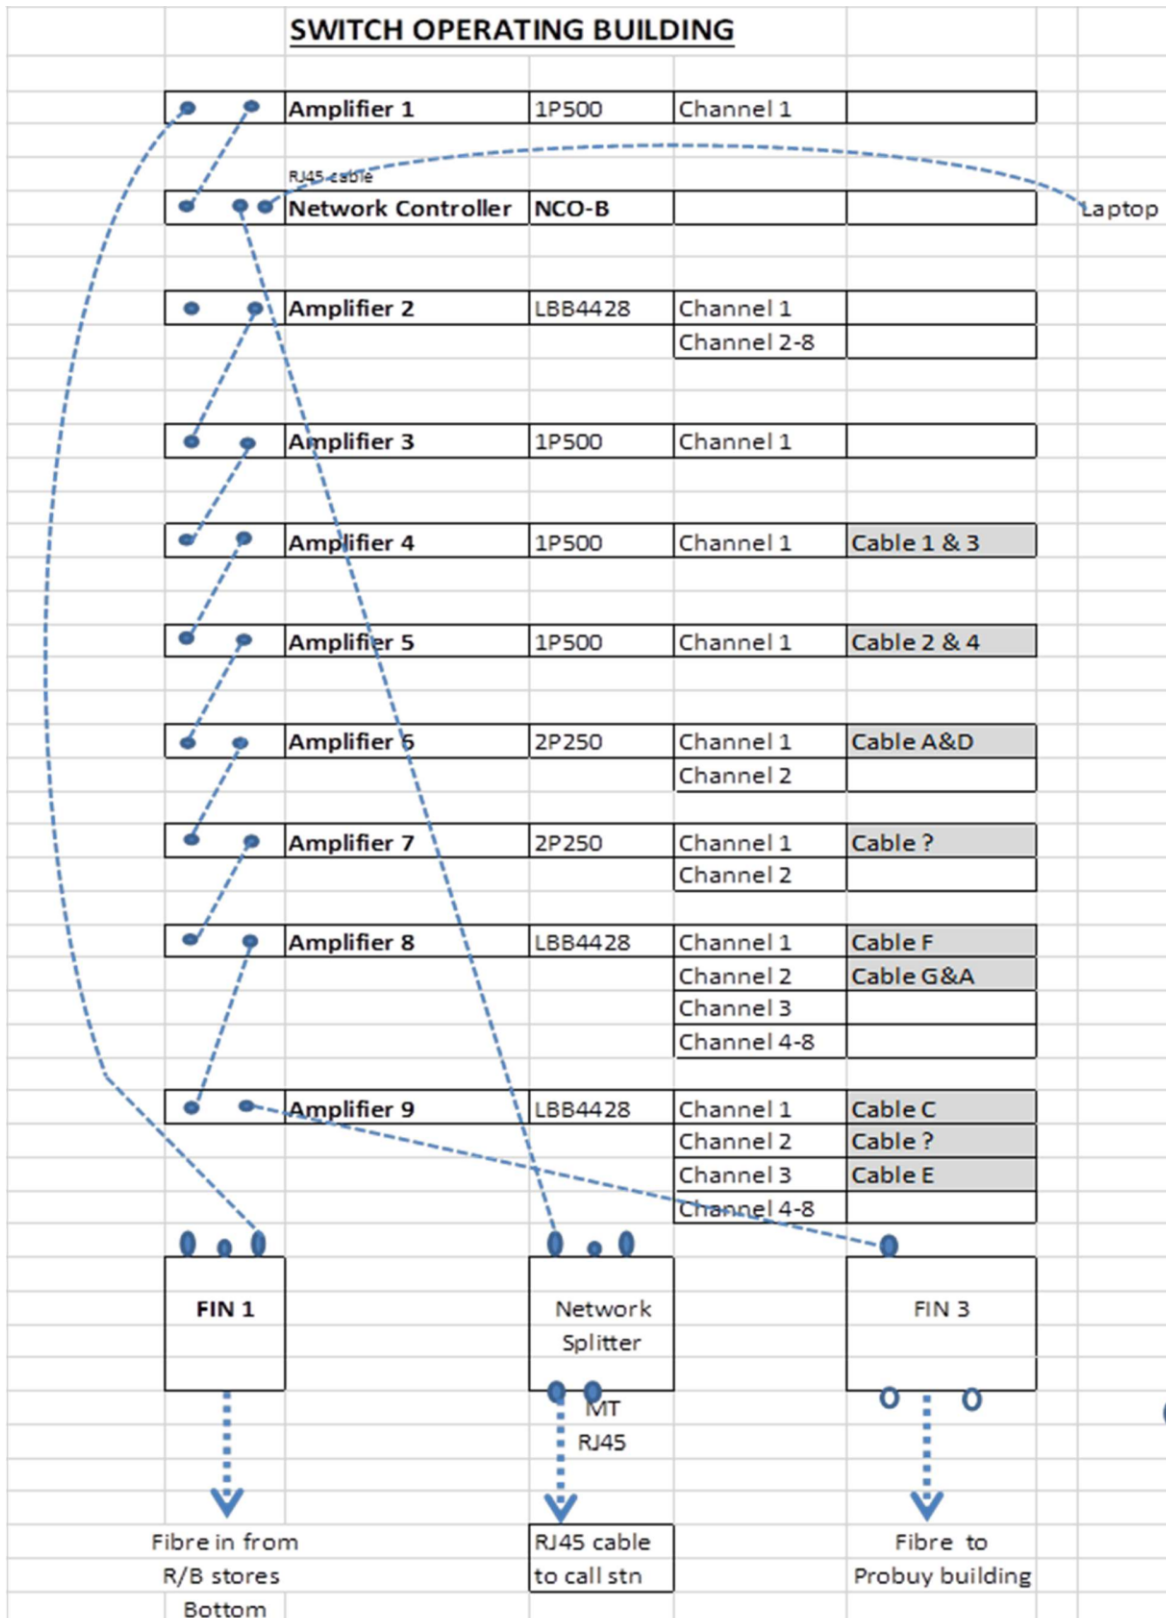 SWITCH OPERATING BUILDING
Amplifier 1 1P500 Channel 1
RJ45 cable
Network Controller NCO-B
Laptop
Amplifier 2 LBB4428 Channel 1
Channel 2-8
Amplifier 3 1P500 Channel 1
Amplifier 4 1P500 Channel 1 Cable 1 & 3
Amplifier 5 1P500 Channel 1 Cable 2 & 4
Amplifier 6 2P250 Channel 1 Cable A&D
Channel 2
Amplifier 7 2P250 Channel 1 Cable ?
Channel 2
Amplifier 8 LBB4428 Channel 1 Cable F
Channel 2 Cable G&A
Channel 3
Channel 4-8
Amplifier 9 LBB4428 Channel 1 Cable C
Channel 2 Cable ?
Channel 3 Cable E
Channel 4-8
FIN 1
Network
Splitter
FIN 3
MT
RJ45
Fibre in from
R/B stores
Bottom
RJ45 cable
to call stn
Fibre to
Probuy building